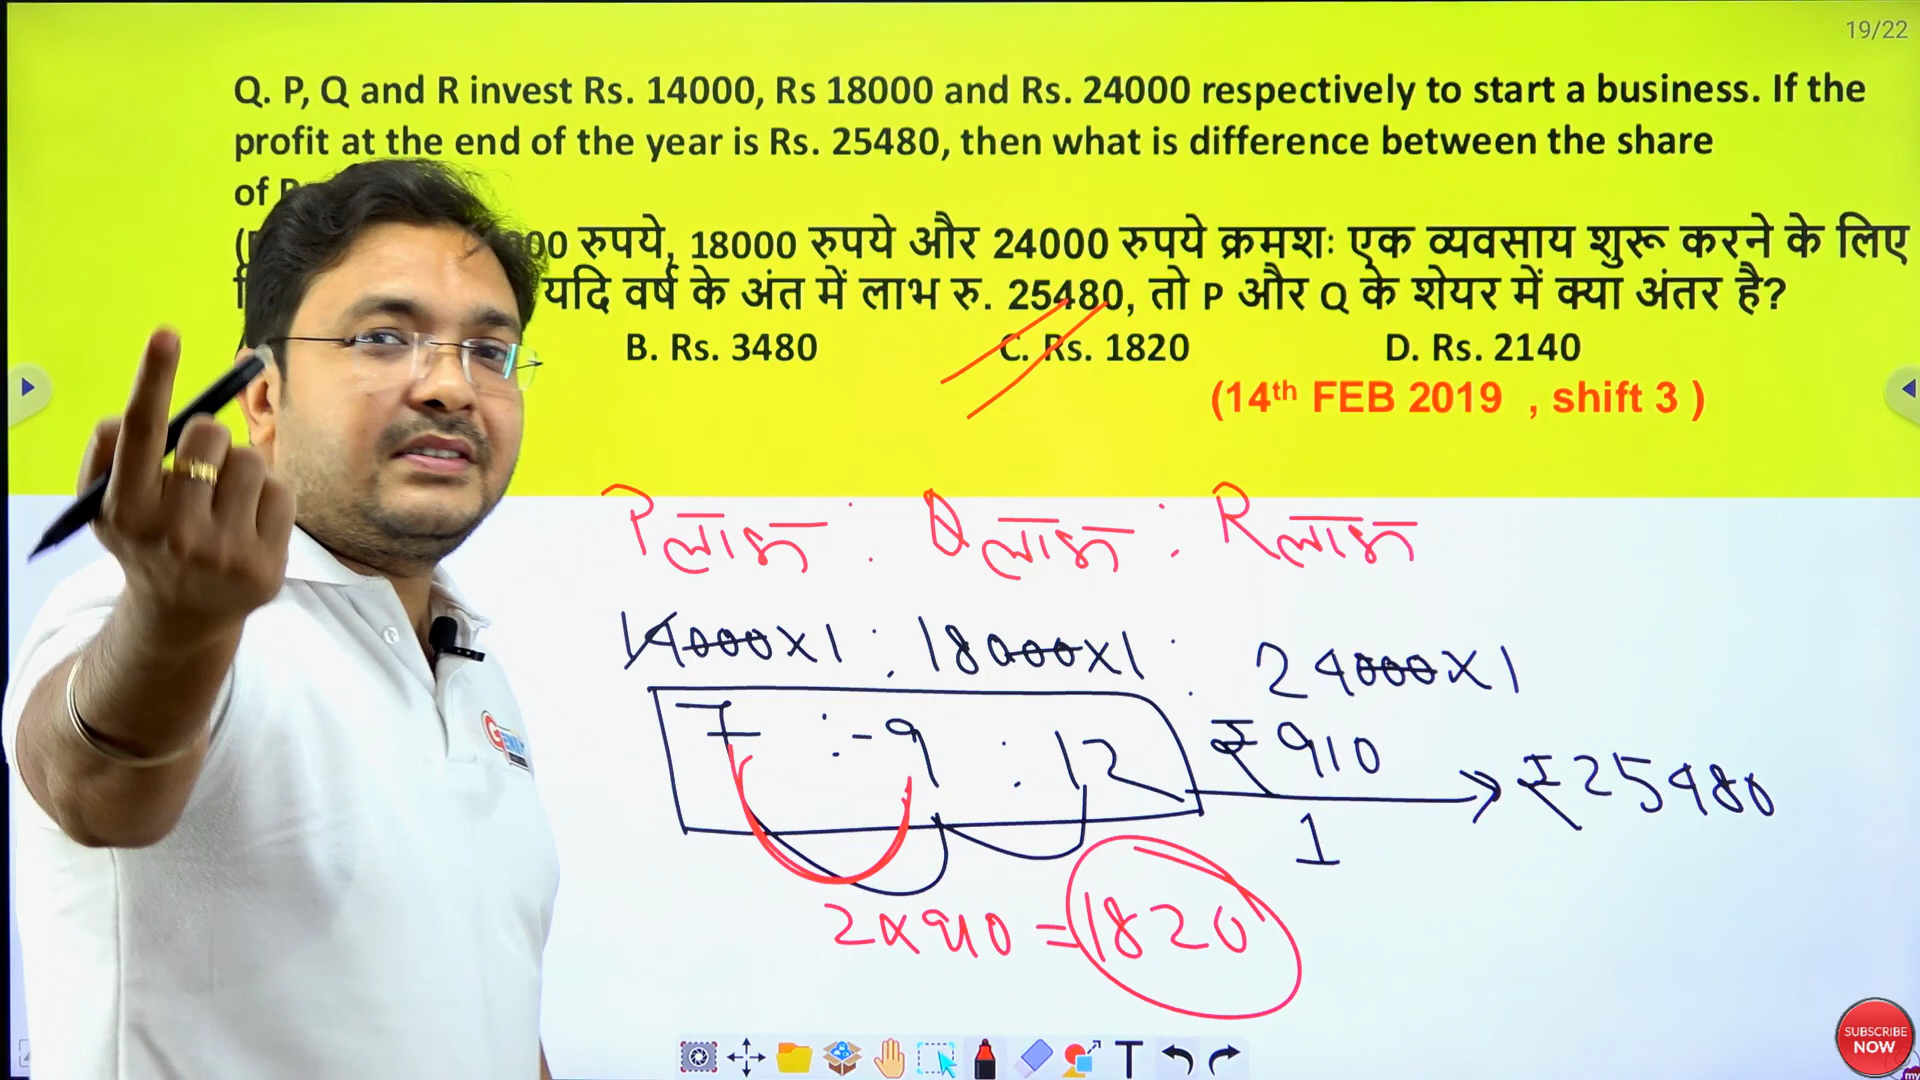 19/22
Q. P, Q and R invest Rs. 14000, Rs 18000 and Rs. 24000 respectively to start a business. If the
profit at the end of the year is Rs. 25480, then what is difference between the share
of P
00 रुपये, 18000 रुपये और 24000 रुपये क्रमशः एक व्यवसाय शुरू करने के लिए
यदि वर्ष के अंत में लाभ रु. 25480, तो P और Q के शेयर में क्या अंतर है?
B. Rs. 3480 C. Rs. 1820 D. Rs. 2140
(14th FEB 2019 , shift 3 )
P लाभ : Q लाभ : R लाभ
14000x1 : 18000x1 : 24000x1
7 : 9 : 12 ₹910 → ₹25480
1
2x910 = 1820
SUBSCRIBE
NOW